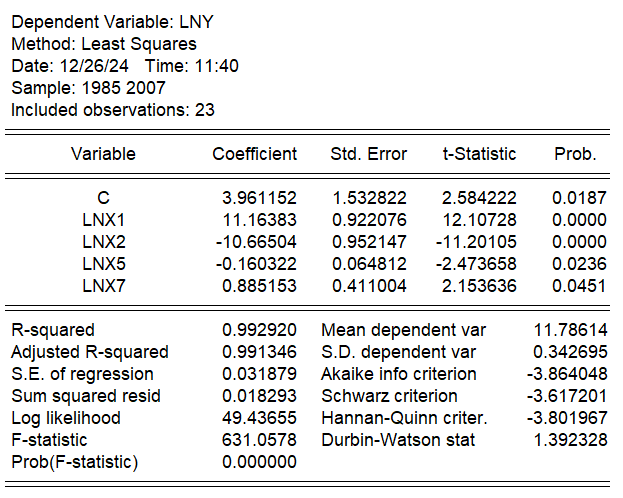 Dependent Variable: LNY
Method: Least Squares
Date: 12/26/24 Time: 11:40
Sample: 1985 2007
Included observations: 23
Variable Coefficient Std. Error t-Statistic Prob.
C 3.961152 1.532822 2.584222 0.0187
LNX1 11.16383 0.922076 12.10728 0.0000
LNX2 -10.66504 0.952147 -11.20105 0.0000
LNX5 -0.160322 0.064812 -2.473658 0.0236
LNX7 0.885153 0.411004 2.153636 0.0451
R-squared 0.992920 Mean dependent var 11.78614
Adjusted R-squared 0.991346 S.D. dependent var 0.342695
S.E. of regression 0.031879 Akaike info criterion -3.864048
Sum squared resid 0.018293 Schwarz criterion -3.617201
Log likelihood 49.43655 Hannan-Quinn criter. -3.801967
F-statistic 631.0578 Durbin-Watson stat 1.392328
Prob(F-statistic) 0.000000